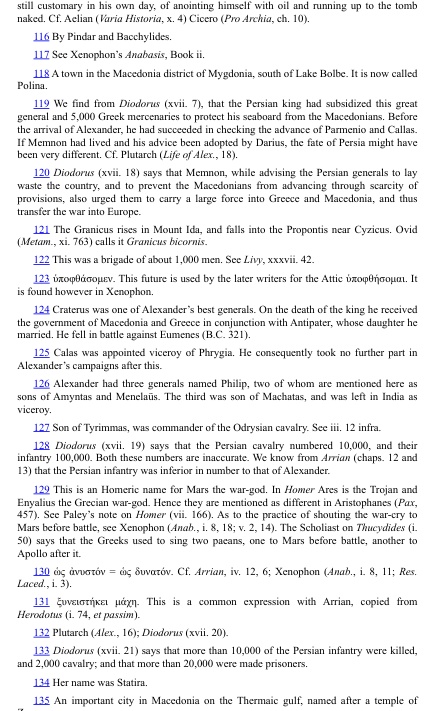 still customary in his own day, of anointing himself with oil and running up to the tomb
naked. Cf. Aelian (Varia Historia, x. 4) Cicero (Pro Archia, ch. 10).
116 By Pindar and Bacchylides.
117 See Xenophon's Anabasis, Book ii.
118 A town in the Macedonia district of Mygdonia, south of Lake Bolbe. It is now called
Polina.
119 We find from Diodorus (xvii. 7), that the Persian king had subsidized this great
general and 5,000 Greek mercenaries to protect his seaboard from the Macedonians. Before
the arrival of Alexander, he had succeeded in checking the advance of Parmenio and Callas.
If Memnon had lived and his advice been adopted by Darius, the fate of Persia might have
been very different. Cf. Plutarch (Life of Alex., 18).
120 Diodorus (xvii. 18) says that Memnon, while advising the Persian generals to lay
waste the country, and to prevent the Macedonians from advancing through scarcity of
provisions, also urged them to carry a large force into Greece and Macedonia, and thus
transfer the war into Europe.
121 The Granicus rises in Mount Ida, and falls into the Propontis near Cyzicus. Ovid
(Metam., xi. 763) calls it Granicus bicornis.
122 This was a brigade of about 1,000 men. See Livy, xxxvii. 42.
123 ὑποφθάσομεν. This future is used by the later writers for the Attic ὑποφθήσομαι. It
is found however in Xenophon.
124 Craterus was one of Alexander's best generals. On the death of the king he received
the government of Macedonia and Greece in conjunction with Antipater, whose daughter he
married. He fell in battle against Eumenes (B.C. 321).
125 Calas was appointed viceroy of Phrygia. He consequently took no further part in
Alexander's campaigns after this.
126 Alexander had three generals named Philip, two of whom are mentioned here as
sons of Amyntas and Menelaüs. The third was son of Machatas, and was left in India as
viceroy.
127 Son of Tyrimmas, was commander of the Odrysian cavalry. See iii. 12 infra.
128 Diodorus (xvii. 19) says that the Persian cavalry numbered 10,000, and their
infantry 100,000. Both these numbers are inaccurate. We know from Arrian (chaps. 12 and
13) that the Persian infantry was inferior in number to that of Alexander.
129 This is an Homeric name for Mars the war-god. In Homer Ares is the Trojan and
Enyalius the Grecian war-god. Hence they are mentioned as different in Aristophanes (Pax,
457). See Paley's note on Homer (vii. 166). As to the practice of shouting the war-cry to
Mars before battle, see Xenophon (Anab., i. 8, 18; v. 2, 14). The Scholiast on Thucydides (i.
50) says that the Greeks used to sing two paeans, one to Mars before battle, another to
Apollo after it.
130 ὡς ἀνυστόν = ὡς δυνατόν. Cf. Arrian, iv. 12, 6; Xenophon (Anab., i. 8, 11; Res.
Laced., i. 3).
131 ξυνειστήκει μάχη. This is a common expression with Arrian, copied from
Herodotus (i. 74, et passim).
132 Plutarch (Alex., 16); Diodorus (xvii. 20).
133 Diodorus (xvii. 21) says that more than 10,000 of the Persian infantry were killed,
and 2,000 cavalry; and that more than 20,000 were made prisoners.
134 Her name was Statira.
135 An important city in Macedonia on the Thermaic gulf, named after a temple of